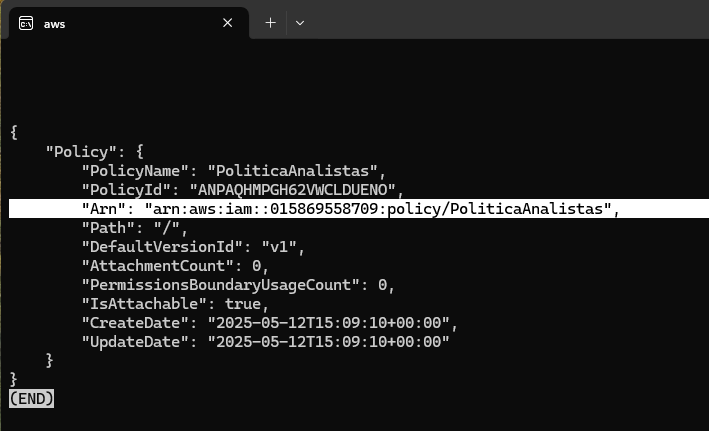 aws
{
    "Policy": {
        "PolicyName": "PoliticaAnalistas",
        "PolicyId": "ANPAQHMPGH62VWCLDUENO",
        "Arn": "arn:aws:iam::015869558709:policy/PoliticaAnalistas",
        "Path": "/",
        "DefaultVersionId": "v1",
        "AttachmentCount": 0,
        "PermissionsBoundaryUsageCount": 0,
        "IsAttachable": true,
        "CreateDate": "2025-05-12T15:09:10+00:00",
        "UpdateDate": "2025-05-12T15:09:10+00:00"
    }
}
(END)